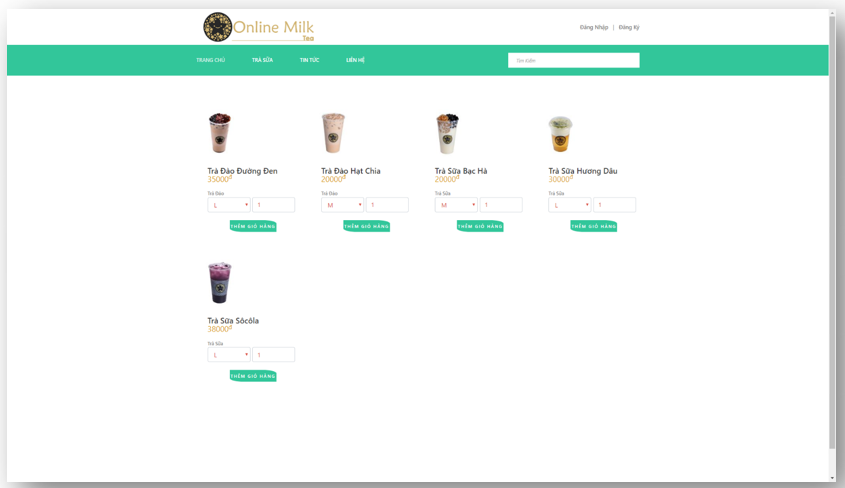 Online Milk
Tea
Đăng Nhập | Đăng Ký
TRANG CHỦ TRÀ SỮA TIN TỨC LIÊN HỆ
Tìm kiếm
Trà Đào Đường Đen
35000đ
Trà Đào
L 1
THÊM GIỎ HÀNG
Trà Đào Hạt Chia
20000đ
Trà Đào
M 1
THÊM GIỎ HÀNG
Trà Sữa Bạc Hà
20000đ
Trà Sữa
M 1
THÊM GIỎ HÀNG
Trà Sữa Hương Dâu
30000đ
Trà Sữa
L 1
THÊM GIỎ HÀNG
Trà Sữa Sôcôla
38000đ
Trà Sữa
L 1
THÊM GIỎ HÀNG